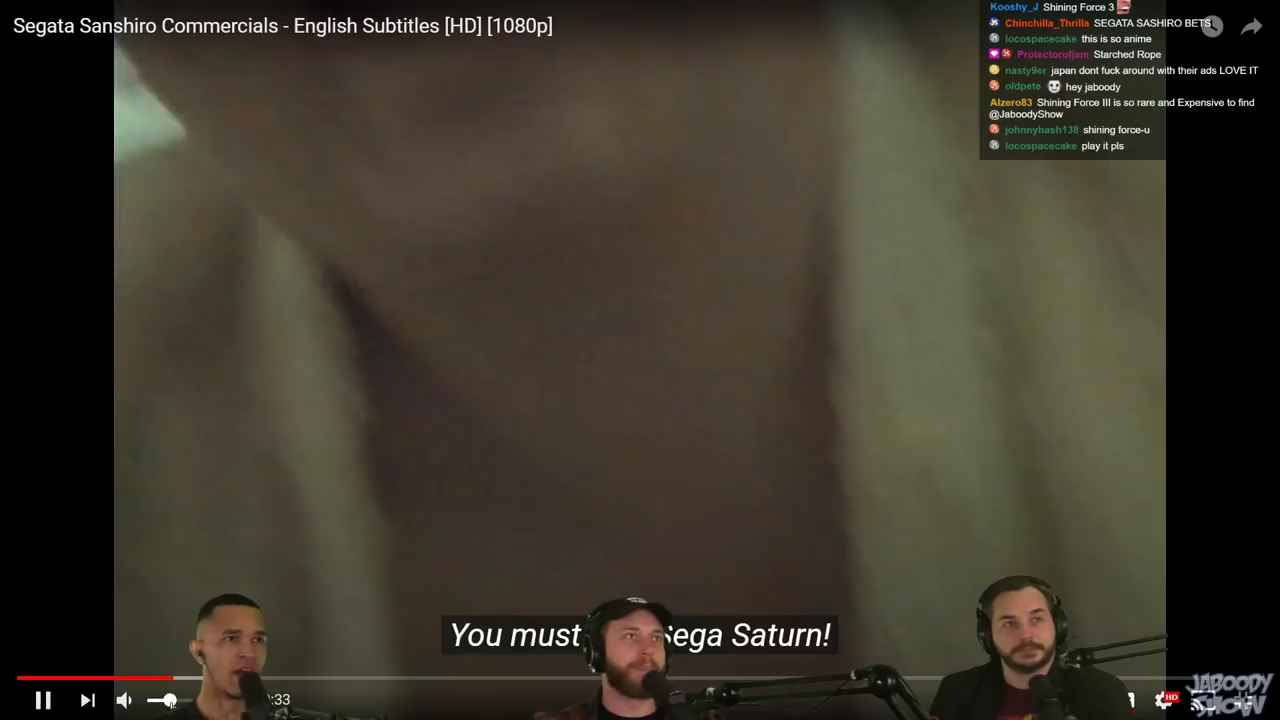 Segata Sanshiro Commercials - English Subtitles [HD] [1080p]
Kooshy_J Shining Force 3
Chinchilla_Thrilla SEGATA SASHIRO BETS
locospacecake this is so anime
Protectorofjam Starched Rope
nasty9er japan dont fuck around with their ads LOVE IT
oldpete hey jaboody
Alzero83 Shining Force III is so rare and Expensive to find
@JaboodyShow
johnnyhash138 shining force-u
locospacecake play it pls
You must Sega Saturn!
:33
HD
JABOODY
SHOW